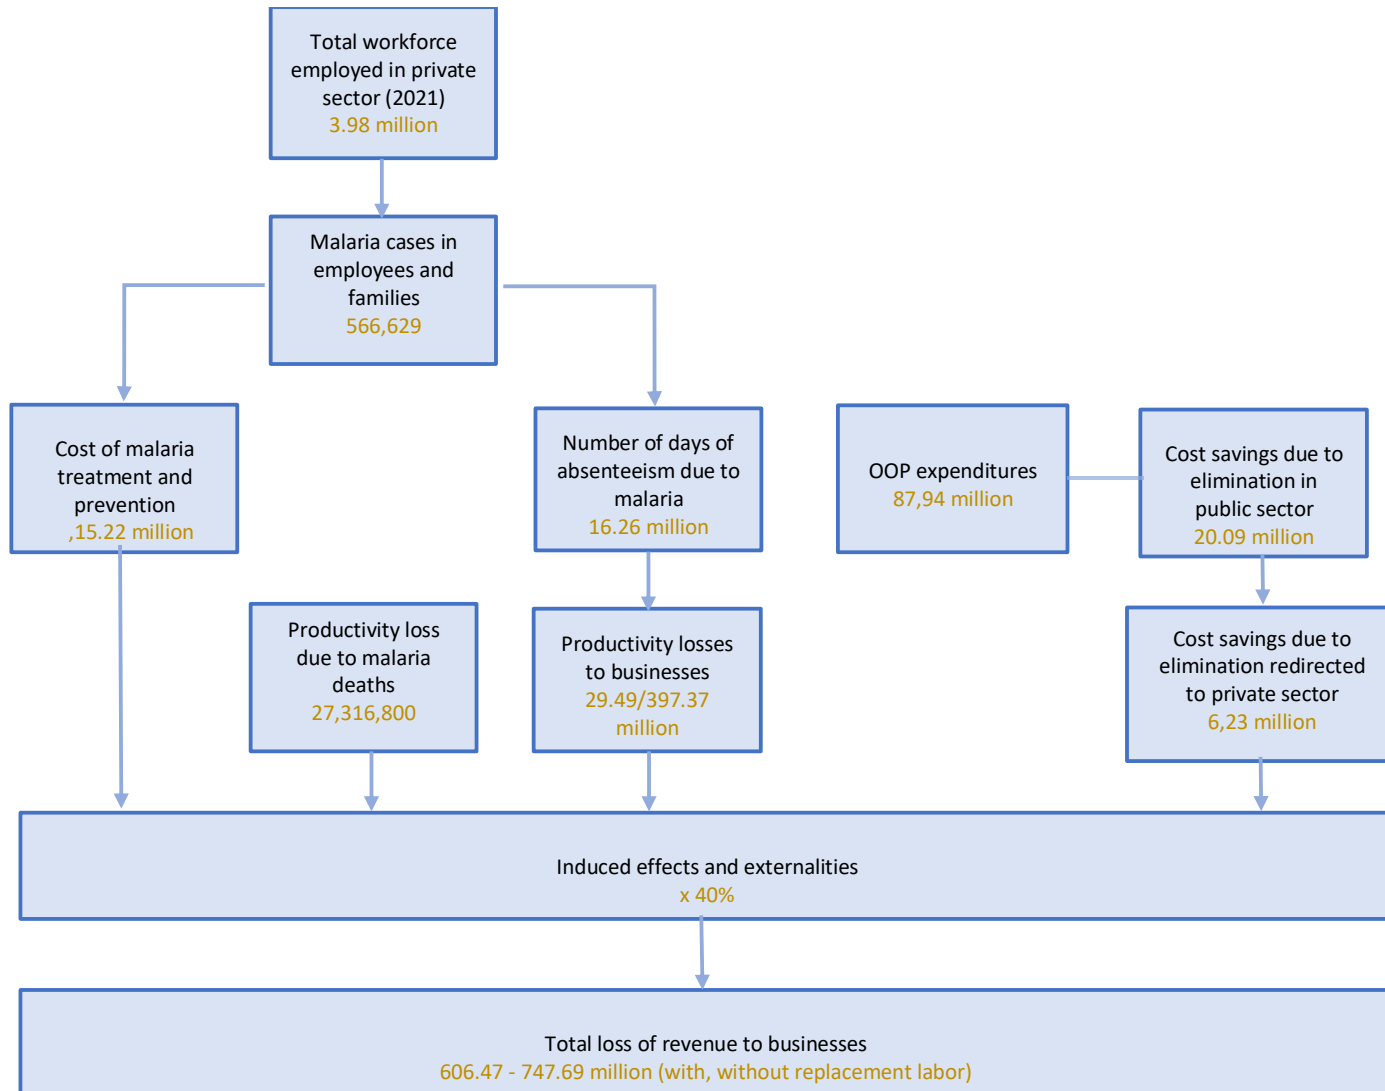 Total workforce
employed in private
sector (2021)
3.98 million
Malaria cases in
employees and
families
566,629
Cost of malaria
treatment and
prevention
,15.22 million
Number of days of
absenteeism due to
malaria
16.26 million
OOP expenditures
87,94 million
Cost savings due to
elimination in
public sector
20.09 million
Productivity loss
due to malaria
deaths
27,316,800
Productivity losses
to businesses
29.49/397.37
million
Cost savings due to
elimination redirected
to private sector
6,23 million
Induced effects and externalities
x 40%
Total loss of revenue to businesses
606.47 - 747.69 million (with, without replacement labor)